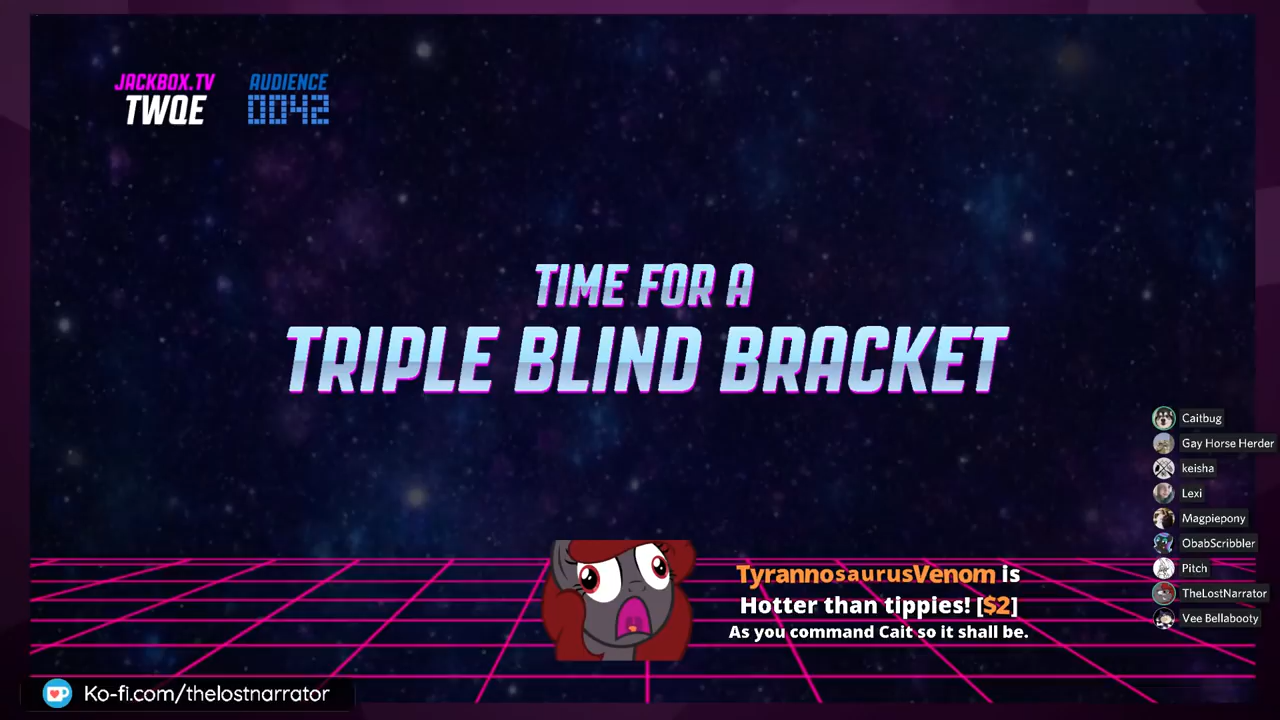 JACKBOX.TV
TWQE
AUDIENCE
0042
TIME FOR A
TRIPLE BLIND BRACKET
Caitbug
Gay Horse Herder
keisha
Lexi
Magpiepony
ObabScribbler
Pitch
TheLostNarrator
Vee Bellabooty
TyrannosaurusVenom is
Hotter than tippies! [$2]
As you command Cait so it shall be.
Ko-fi.com/thelostnarrator